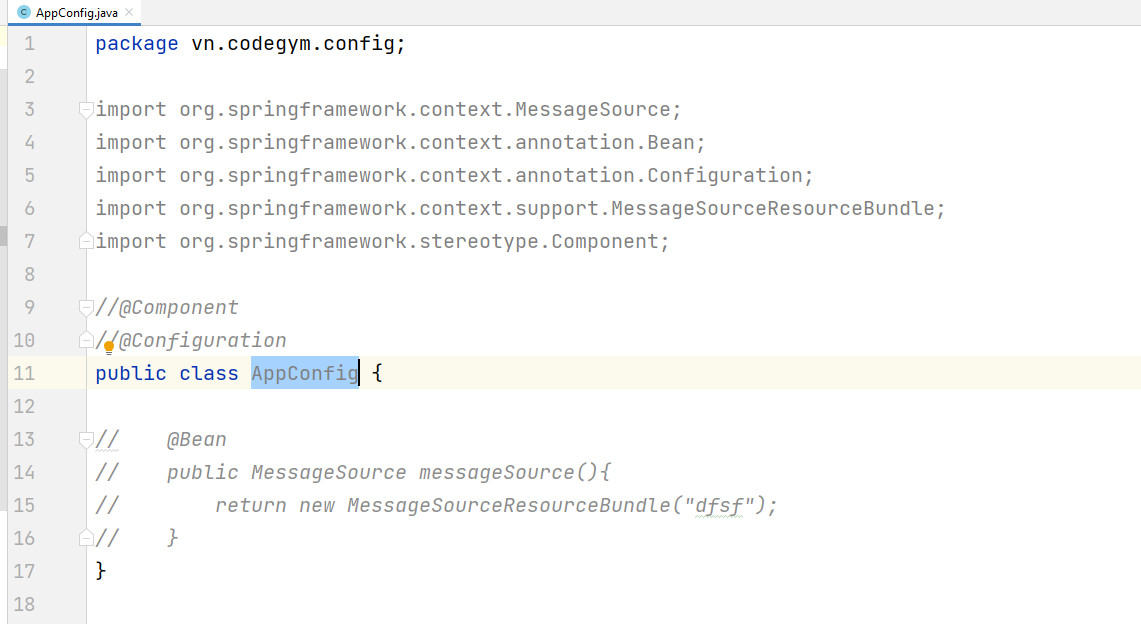 AppConfig.java
1 package vn.codegym.config;
2
3 import org.springframework.context.MessageSource;
4 import org.springframework.context.annotation.Bean;
5 import org.springframework.context.annotation.Configuration;
6 import org.springframework.context.support.MessageSourceResourceBundle;
7 import org.springframework.stereotype.Component;
8
9 //@Component
10 //@Configuration
11 public class AppConfig {
12
13 //    @Bean
14 //    public MessageSource messageSource(){
15 //        return new MessageSourceResourceBundle("dfsf");
16 //    }
17 }
18